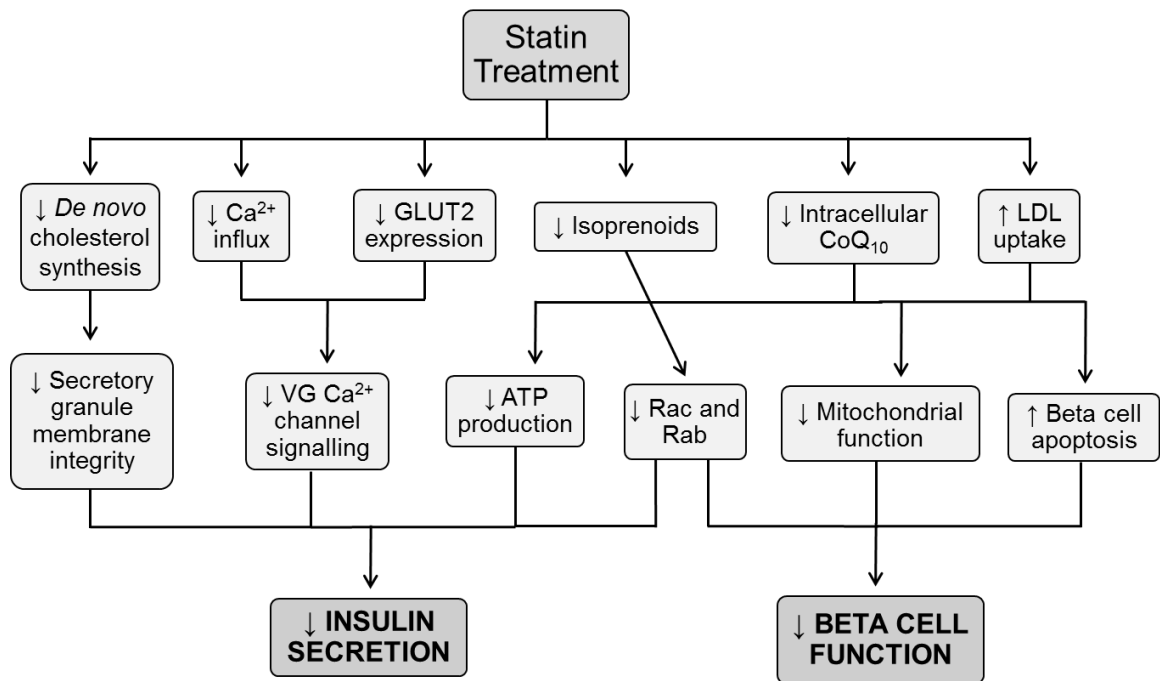 Statin
Treatment
↓ De novo
cholesterol
synthesis
↓ Ca²⁺
influx
↓ GLUT2
expression
↓ Isoprenoids
↓ Intracellular
CoQ₁₀
↑ LDL
uptake
↓ Secretory
granule
membrane
integrity
↓ VG Ca²⁺
channel
signalling
↓ ATP
production
↓ Rac and
Rab
↓ Mitochondrial
function
↑ Beta cell
apoptosis
↓ INSULIN
SECRETION
↓ BETA CELL
FUNCTION